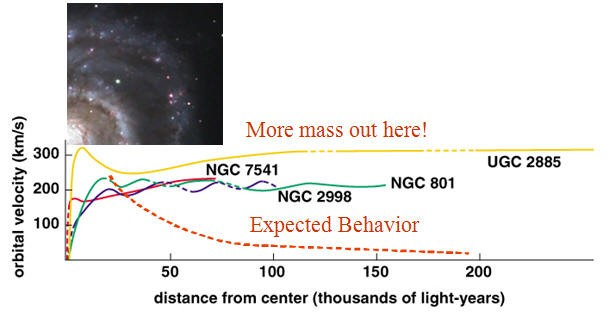 More mass out here!
orbital velocity (km/s)
300
200
100
UGC 2885
NGC 7541
NGC 801
NGC 2998
Expected Behavior
50
100
150
200
distance from center (thousands of light-years)